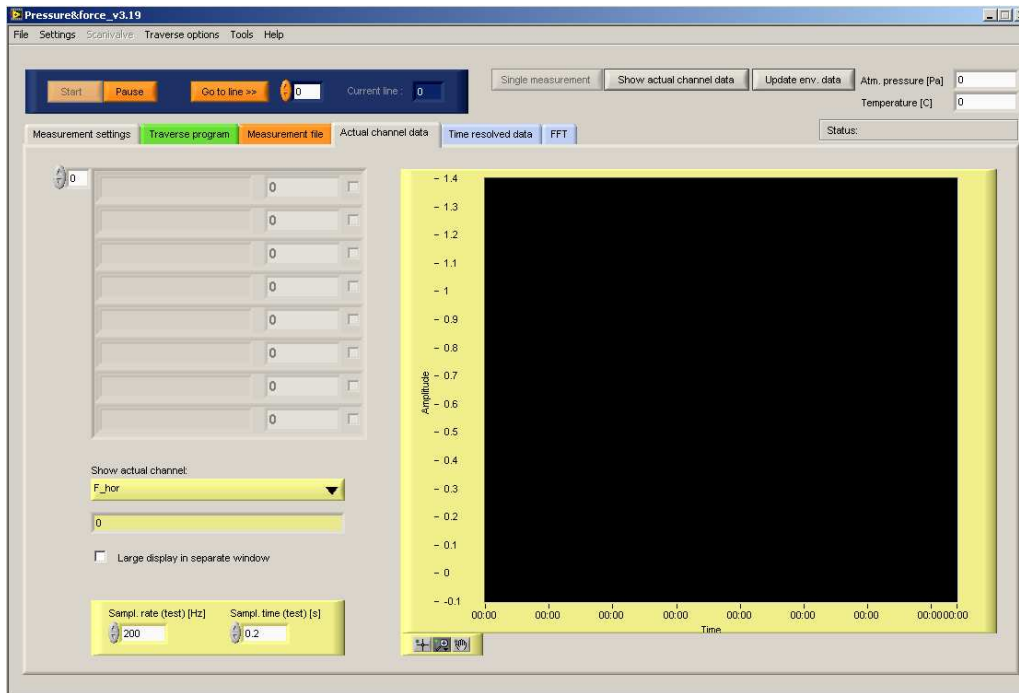 Pressure&force_v3.19
File Settings Scanivalve Traverse options Tools Help
Start Pause Go to line >> 0 Current line : 0
Single measurement Show actual channel data Update env. data
Atm. pressure [Pa] 0
Temperature [C] 0
Measurement settings Traverse program Measurement file Actual channel data Time resolved data FFT
Status:
0
0
0
0
0
0
0
0
0
Show actual channel:
F_hor
0
Large display in separate window
Sampl. rate (test) [Hz] Sampl. time (test) [s]
200 0.2
Amplitude
1.4
1.3
1.2
1.1
1
0.9
0.8
0.7
0.6
0.5
0.4
0.3
0.2
0.1
0
-0.1
00:00 00:00 00:00 00:00 00:00 00:00 00:00 00:0000:00
Time